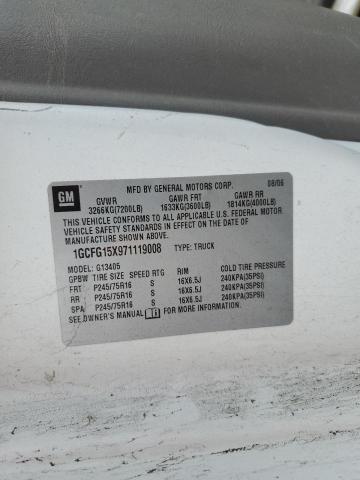 GM
MFD BY GENERAL MOTORS CORP. 08/06
GVWR GAWR FRT GAWR RR
3266KG(7200LB) 1633KG(3600LB) 1814KG(4000LB)
THIS VEHICLE CONFORMS TO ALL APPLICABLE U.S. FEDERAL MOTOR
VEHICLE SAFETY STANDARDS IN EFFECT ON THE DATE OF
MANUFACTURE SHOWN ABOVE.
1GCFG15X971119008 TYPE: TRUCK
MODEL: G13405
GPBW TIRE SIZE SPEED RTG RIM COLD TIRE PRESSURE
FRT P245/75R16 S 16X6.5J 240KPA(35PSI)
RR P245/75R16 S 16X6.5J 240KPA(35PSI)
SPA P245/75R16 S 16X6.5J 240KPA(35PSI)
SEE OWNER'S MANUAL FOR MORE INFORMATION.